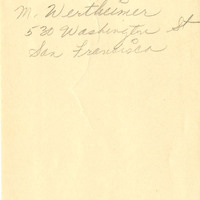 M. Wertheimer
530 Washington St
San Francisco